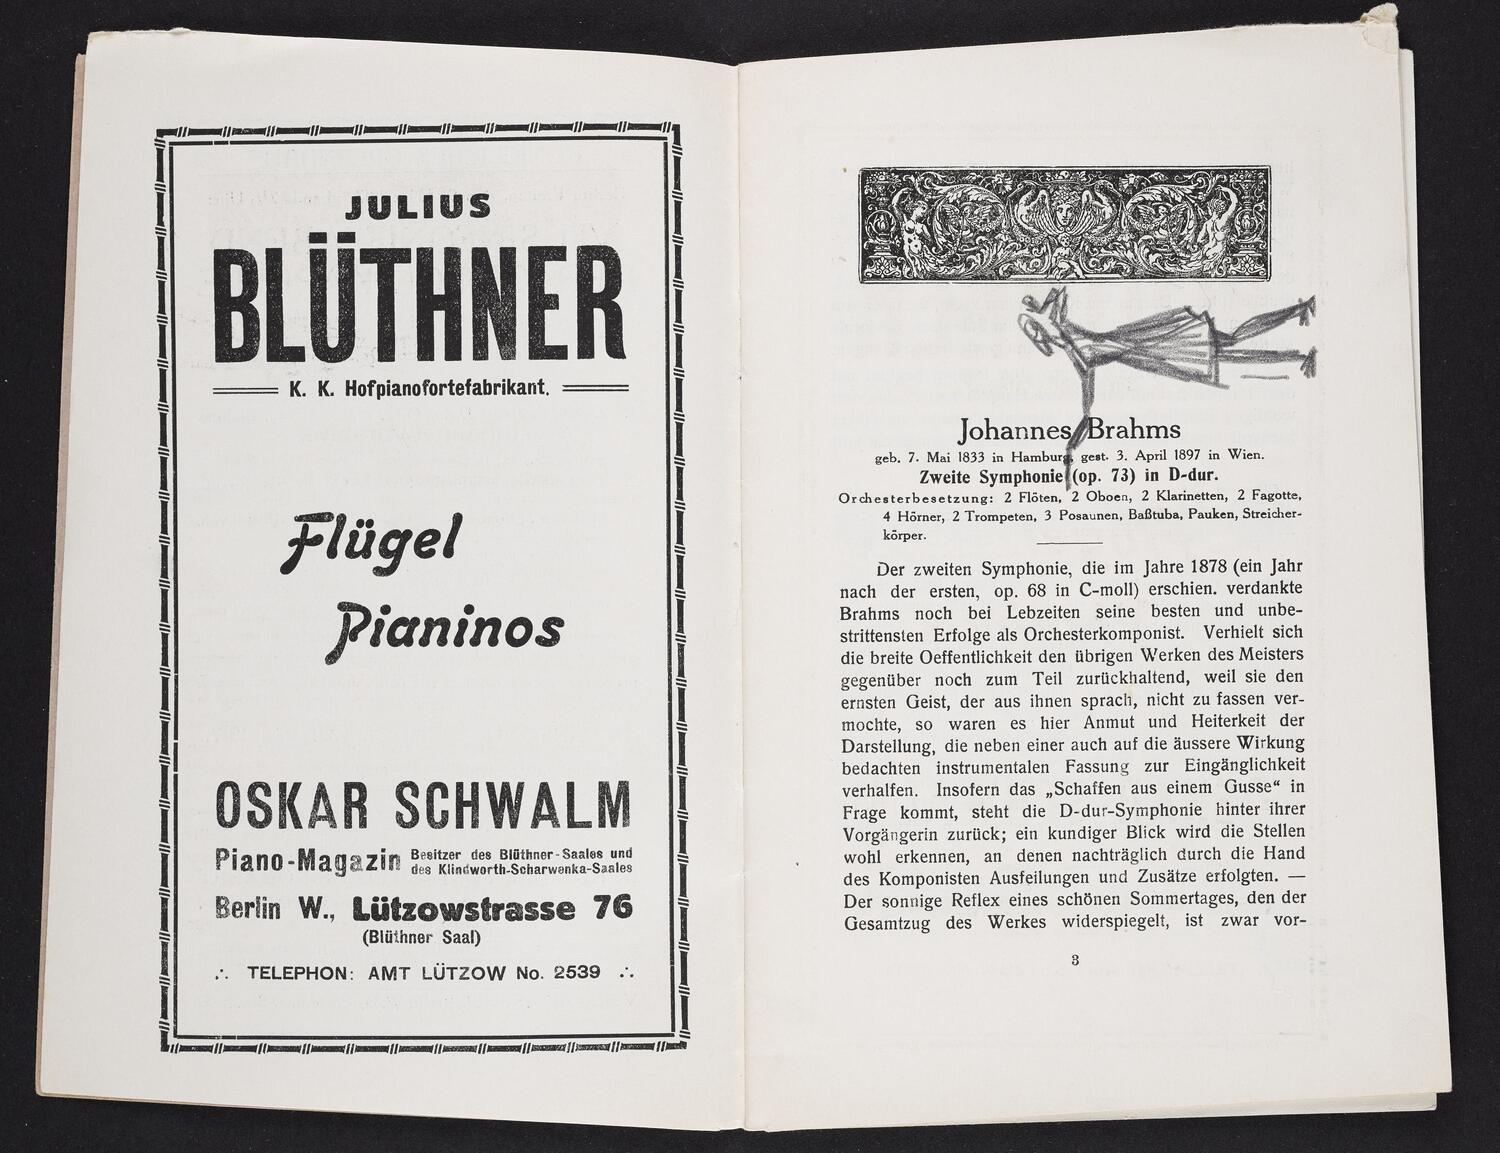 JULIUS
BLÜTHNER
K. K. Hofpianofortefabrikant.
Flügel
Pianinos
OSKAR SCHWALM
Piano-Magazin Besitzer des Blüthner-Saales und
des Klindworth-Scharwenka-Saales
Berlin W., Lützowstrasse 76
(Blüthner Saal)
∴ TELEPHON: AMT LÜTZOW No. 2539 ∴
Johannes Brahms
geb. 7. Mai 1833 in Hamburg, gest. 3. April 1897 in Wien.
Zweite Symphonie (op. 73) in D-dur.
Orchesterbesetzung: 2 Flöten, 2 Oboen, 2 Klarinetten, 2 Fagotte,
4 Hörner, 2 Trompeten, 3 Posaunen, Baßtuba, Pauken, Streicher-
körper.
Der zweiten Symphonie, die im Jahre 1878 (ein Jahr
nach der ersten, op. 68 in C-moll) erschien. verdankte
Brahms noch bei Lebzeiten seine besten und unbe-
strittensten Erfolge als Orchesterkomponist. Verhielt sich
die breite Oeffentlichkeit den übrigen Werken des Meisters
gegenüber noch zum Teil zurückhaltend, weil sie den
ernsten Geist, der aus ihnen sprach, nicht zu fassen ver-
mochte, so waren es hier Anmut und Heiterkeit der
Darstellung, die neben einer auch auf die äussere Wirkung
bedachten instrumentalen Fassung zur Eingänglichkeit
verhalfen. Insofern das „Schaffen aus einem Gusse“ in
Frage kommt, steht die D-dur-Symphonie hinter ihrer
Vorgängerin zurück; ein kundiger Blick wird die Stellen
wohl erkennen, an denen nachträglich durch die Hand
des Komponisten Ausfeilungen und Zusätze erfolgten. —
Der sonnige Reflex eines schönen Sommertages, den der
Gesamtzug des Werkes widerspiegelt, ist zwar vor-
3